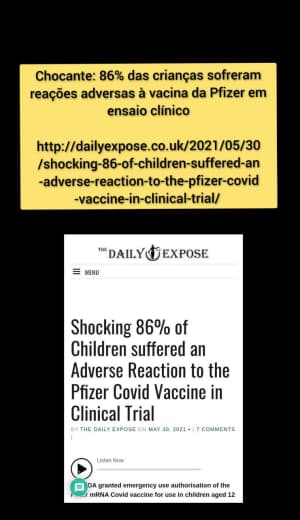 Chocante: 86% das crianças sofreram
reações adversas à vacina da Pfizer em
ensaio clínico
http://dailyexpose.co.uk/2021/05/30
/shocking-86-of-children-suffered-an
-adverse-reaction-to-the-pfizer-covid
-vaccine-in-clinical-trial/
THE DAILY EXPOSE
MENU
Shocking 86% of
Children suffered an
Adverse Reaction to the
Pfizer Covid Vaccine in
Clinical Trial
BY THE DAILY EXPOSE ON MAY 30, 2021 • ( 7 COMMENTS
)
Listen Now
DA granted emergency use authorisation of the
mRNA Covid vaccine for use in children aged 12